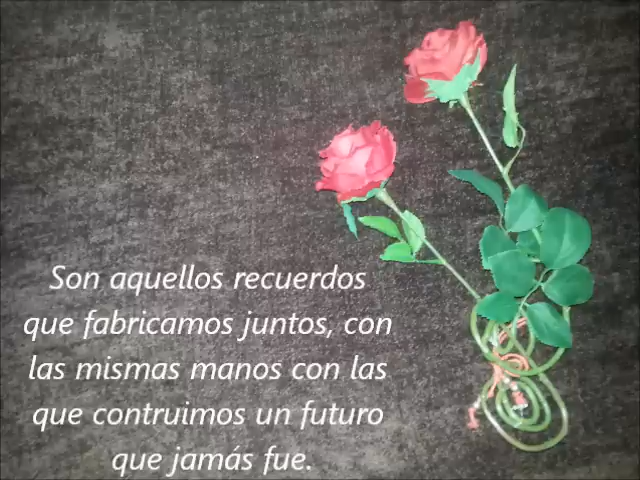 Son aquellos recuerdos
que fabricamos juntos, con
las mismas manos con las
que contruimos un futuro
que jamás fue.